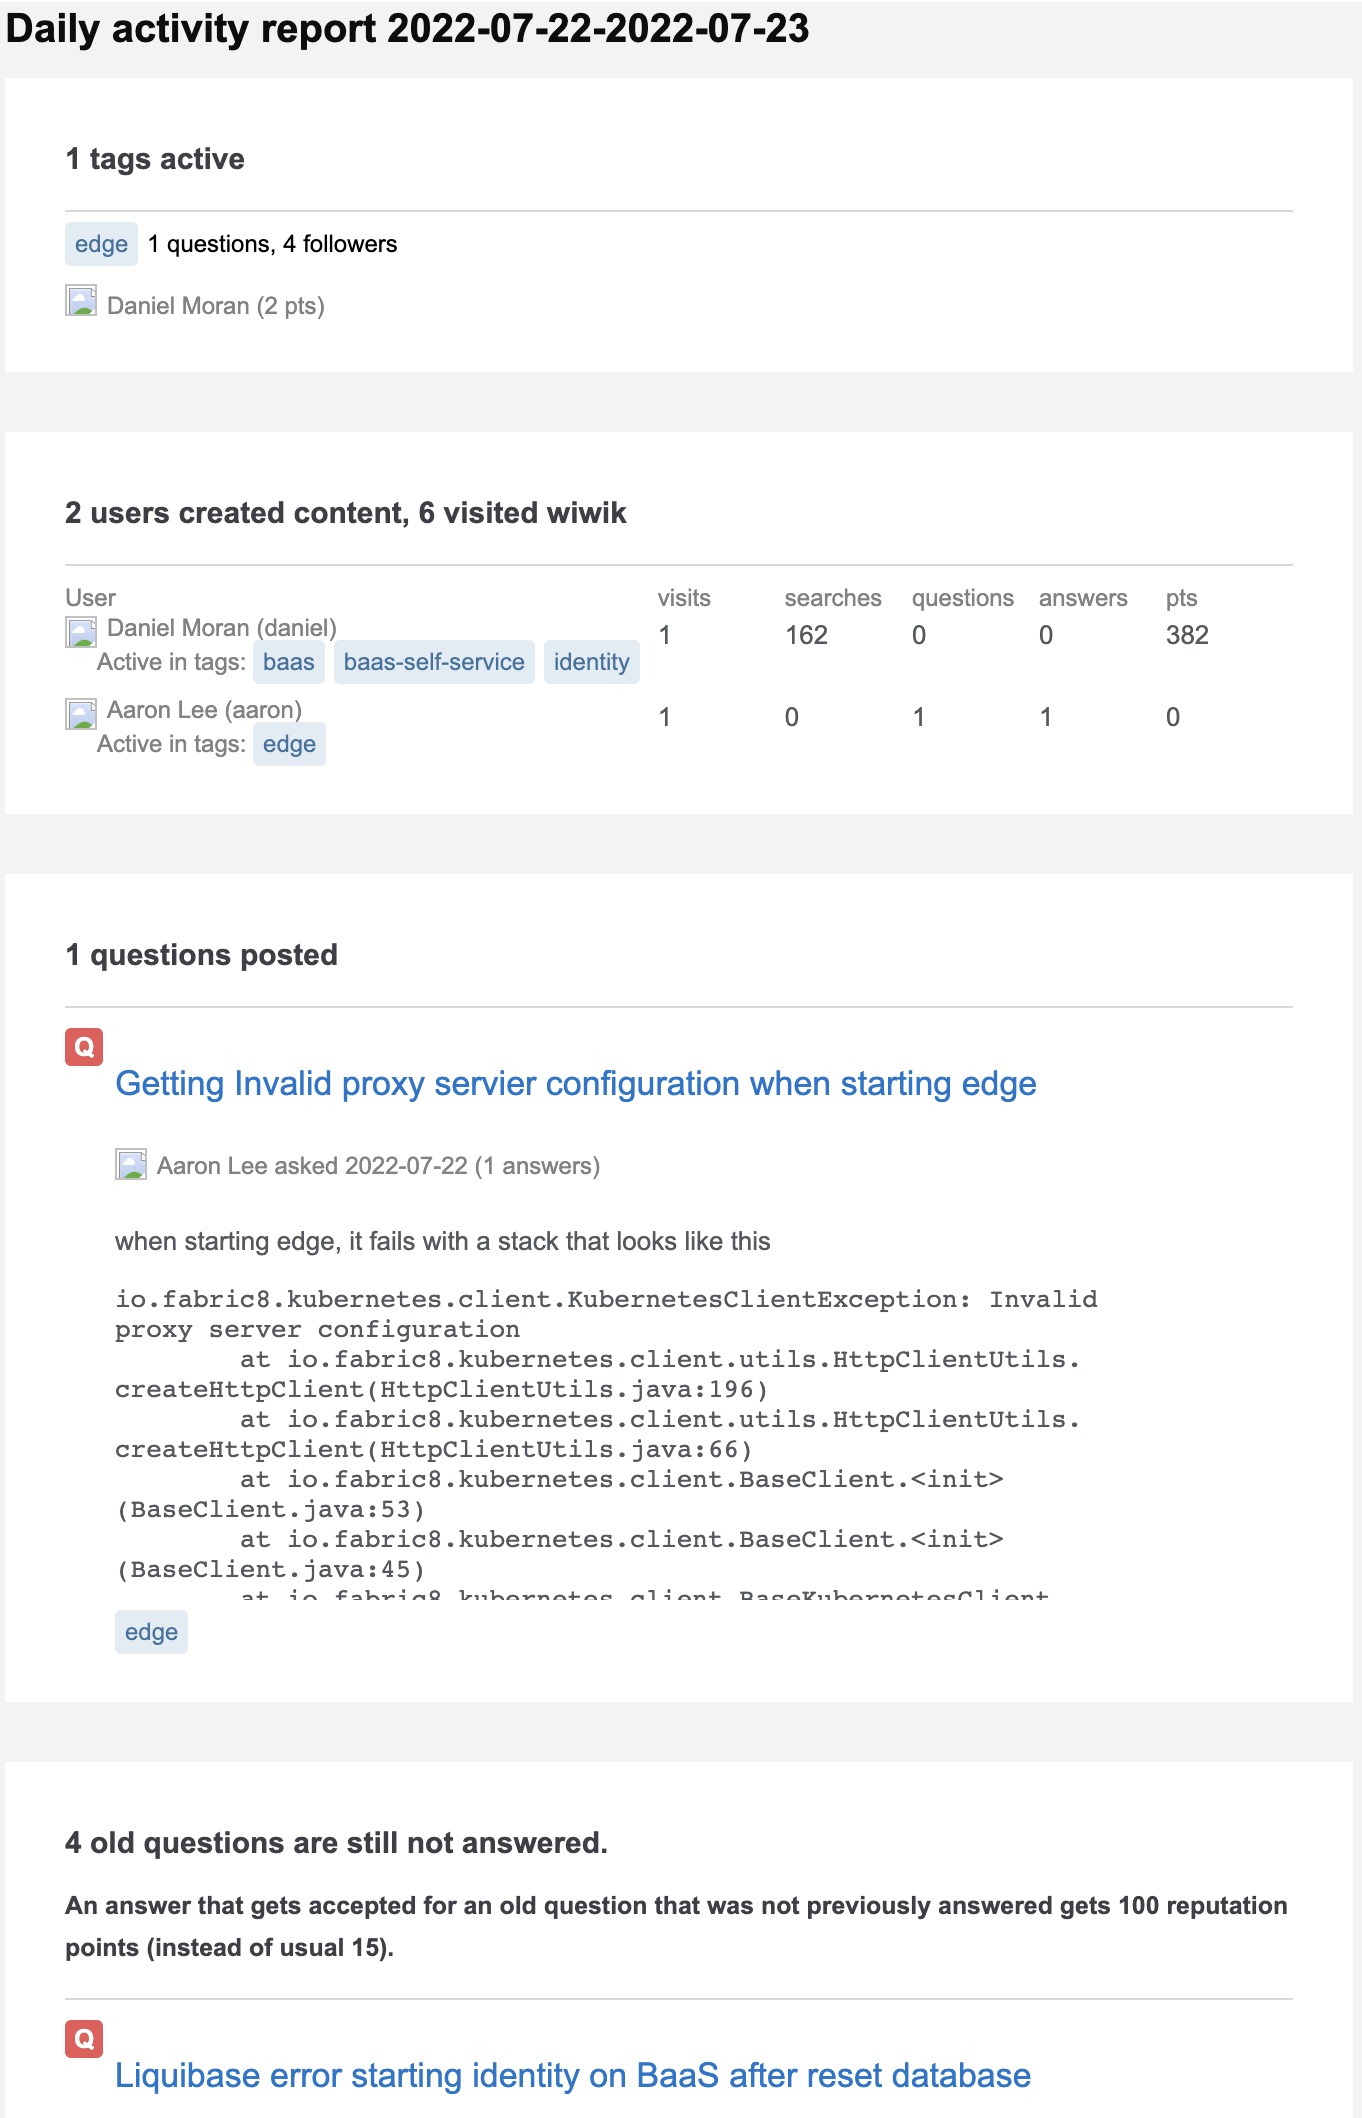 Daily activity report 2022-07-22-2022-07-23
1 tags active
edge 1 questions, 4 followers
Daniel Moran (2 pts)
2 users created content, 6 visited wiwik
User visits searches questions answers pts
Daniel Moran (daniel) 1 162 0 0 382
Active in tags: baas baas-self-service identity
Aaron Lee (aaron) 1 0 1 1 0
Active in tags: edge
1 questions posted
Q
Getting Invalid proxy servier configuration when starting edge
Aaron Lee asked 2022-07-22 (1 answers)
when starting edge, it fails with a stack that looks like this
io.fabric8.kubernetes.client.KubernetesClientException: Invalid
proxy server configuration
at io.fabric8.kubernetes.client.utils.HttpClientUtils.
createHttpClient(HttpClientUtils.java:196)
at io.fabric8.kubernetes.client.utils.HttpClientUtils.
createHttpClient(HttpClientUtils.java:66)
at io.fabric8.kubernetes.client.BaseClient.<init>
(BaseClient.java:53)
at io.fabric8.kubernetes.client.BaseClient.<init>
(BaseClient.java:45)
at io.fabric8.kubernetes.client.BaseKubernetesClient
edge
4 old questions are still not answered.
An answer that gets accepted for an old question that was not previously answered gets 100 reputation
points (instead of usual 15).
Q
Liquibase error starting identity on BaaS after reset database